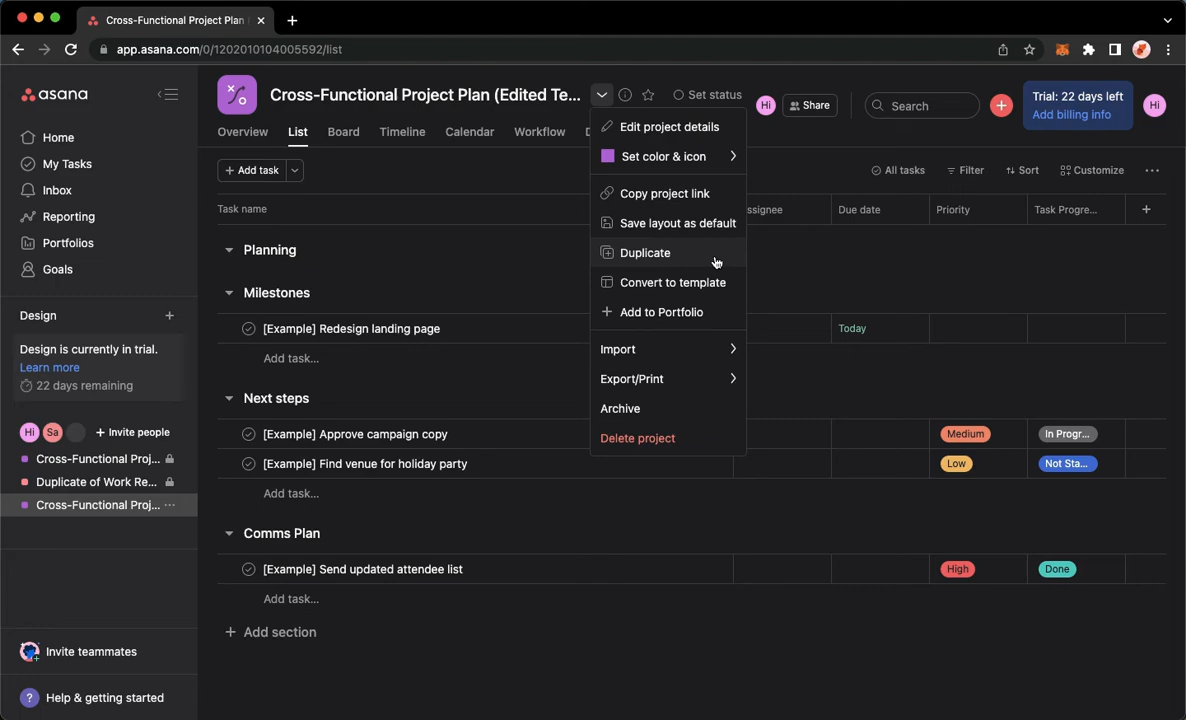 Cross-Functional Project Plan
app.asana.com/0/1202010104005592/list
asana
Home
My Tasks
Inbox
Reporting
Portfolios
Goals
Design
Design is currently in trial.
Learn more
22 days remaining
Hi Sa Invite people
Cross-Functional Proj...
Duplicate of Work Re...
Cross-Functional Proj...
Invite teammates
? Help & getting started
Cross-Functional Project Plan (Edited Te...
Set status
Hi
Share
Search
Trial: 22 days left
Add billing info
Hi
Overview List Board Timeline Calendar Workflow
Add task
All tasks Filter Sort Customize
Task name Due date Priority Task Progre...
Planning
Milestones
[Example] Redesign landing page Today
Add task...
Next steps
[Example] Approve campaign copy Medium In Progr...
[Example] Find venue for holiday party Low Not Sta...
Add task...
Comms Plan
[Example] Send updated attendee list High Done
Add task...
Add section
Edit project details
Set color & icon
Copy project link
Save layout as default
Duplicate
Convert to template
Add to Portfolio
Import
Export/Print
Archive
Delete project